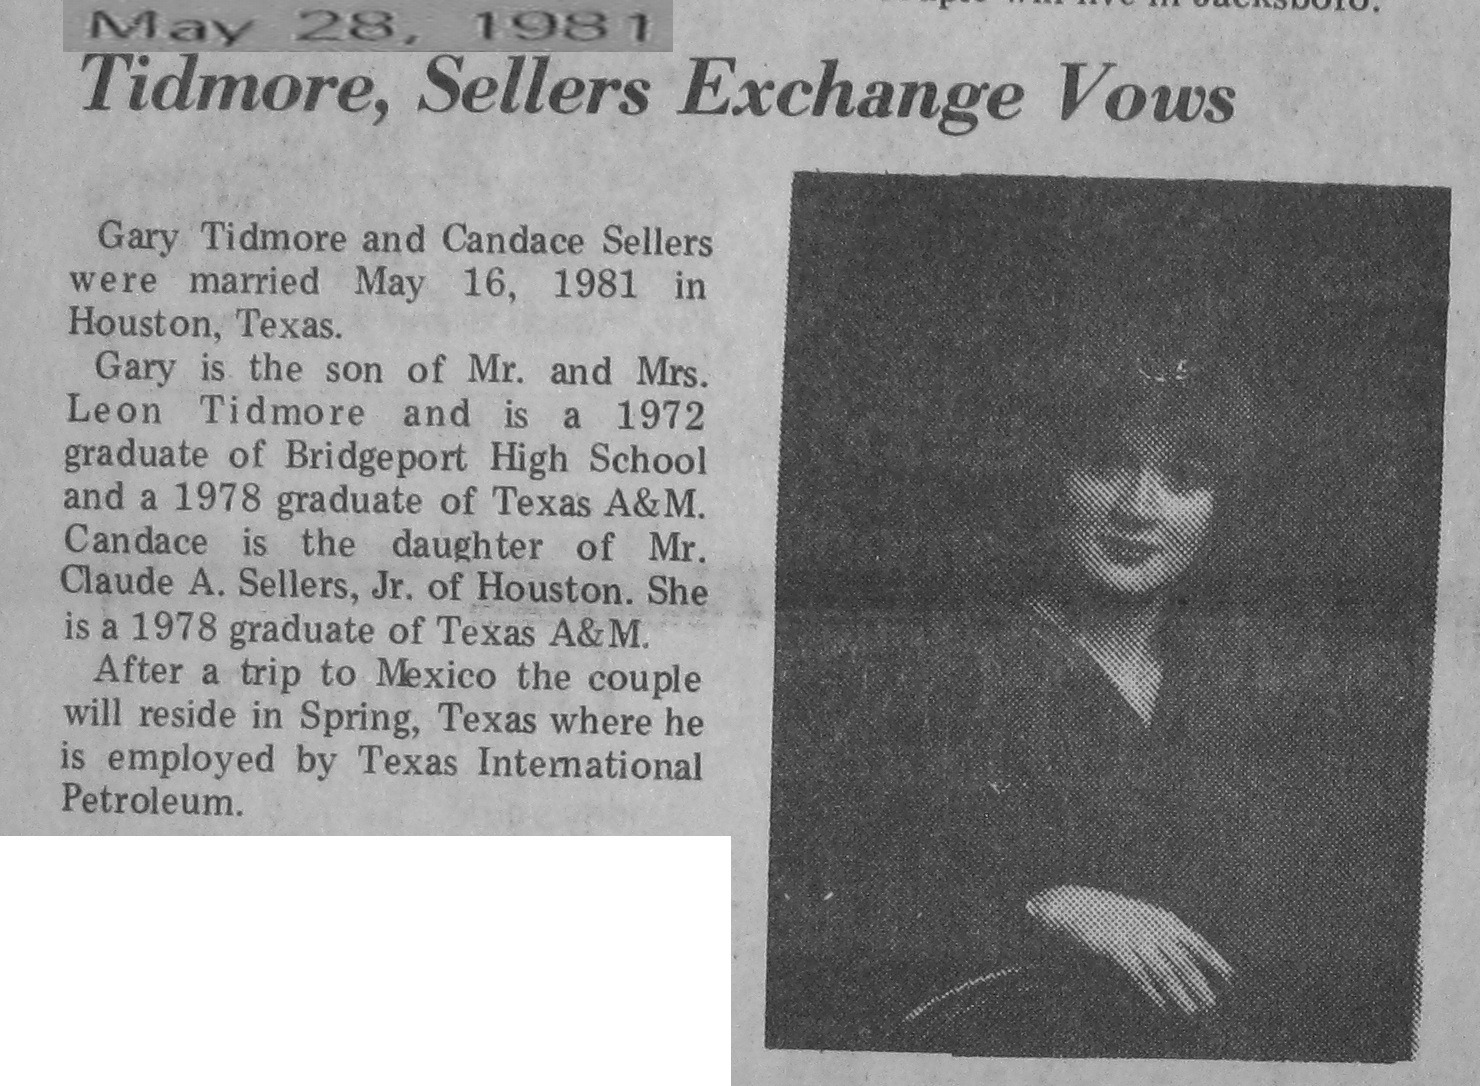 live in Jacksboro.
May 28, 1981
Tidmore, Sellers Exchange Vows
Gary Tidmore and Candace Sellers
were married May 16, 1981 in
Houston, Texas.
Gary is the son of Mr. and Mrs.
Leon Tidmore and is a 1972
graduate of Bridgeport High School
and a 1978 graduate of Texas A&M.
Candace is the daughter of Mr.
Claude A. Sellers, Jr. of Houston. She
is a 1978 graduate of Texas A&M.
After a trip to Mexico the couple
will reside in Spring, Texas where he
is employed by Texas International
Petroleum.